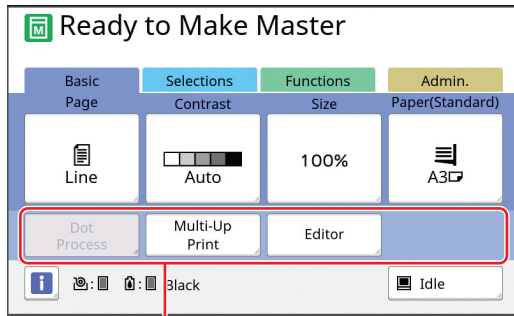 M Ready to Make Master
Basic Selections Functions Admin.
Page Contrast Size Paper(Standard)
Line Auto 100% A3
Dot Process Multi-Up Print Editor
i : : Black Idle